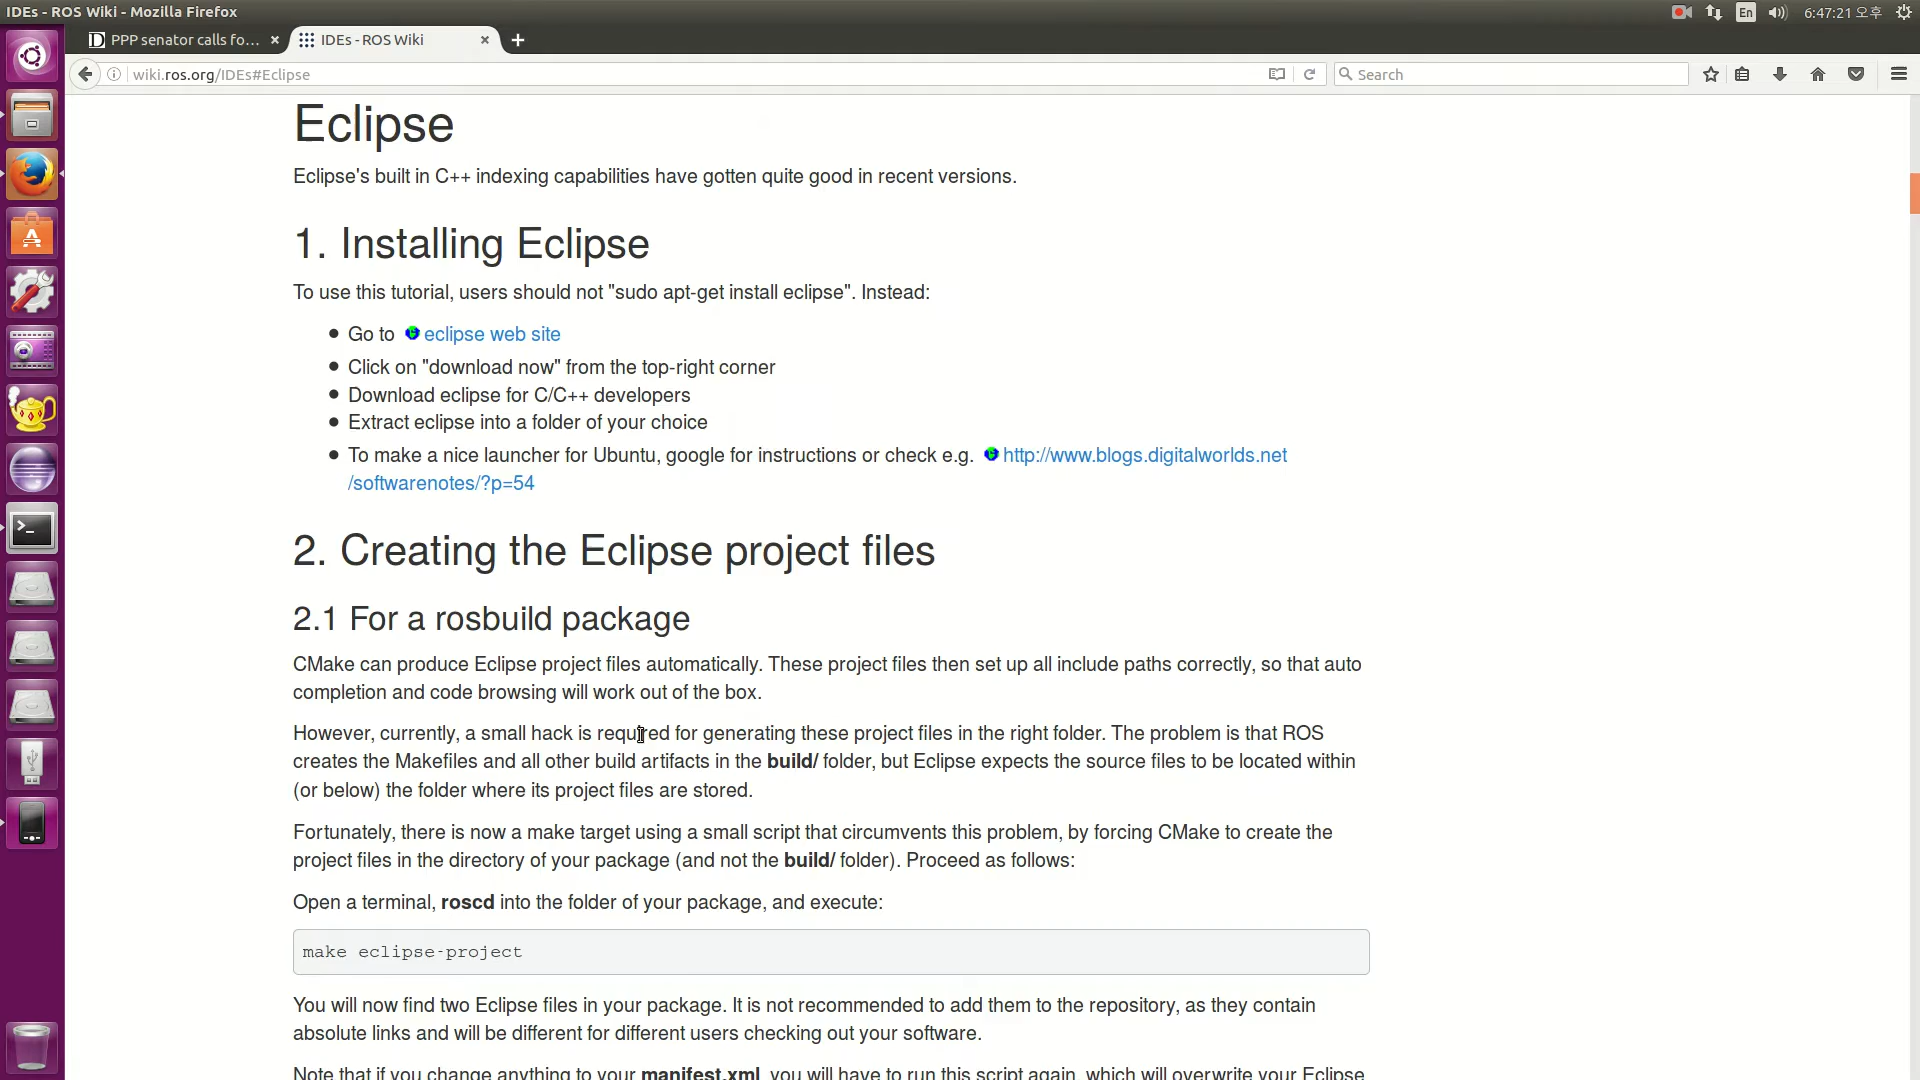 IDEs - ROS Wiki - Mozilla Firefox
En
6:47:21 오후
PPP senator calls fo...
IDEs - ROS Wiki
wiki.ros.org/IDEs#Eclipse
Search
Eclipse
Eclipse's built in C++ indexing capabilities have gotten quite good in recent versions.
1. Installing Eclipse
To use this tutorial, users should not "sudo apt-get install eclipse". Instead:
Go to eclipse web site
Click on "download now" from the top-right corner
Download eclipse for C/C++ developers
Extract eclipse into a folder of your choice
To make a nice launcher for Ubuntu, google for instructions or check e.g. http://www.blogs.digitalworlds.net
/softwarenotes/?p=54
2. Creating the Eclipse project files
2.1 For a rosbuild package
CMake can produce Eclipse project files automatically. These project files then set up all include paths correctly, so that auto
completion and code browsing will work out of the box.
However, currently, a small hack is required for generating these project files in the right folder. The problem is that ROS
creates the Makefiles and all other build artifacts in the build/ folder, but Eclipse expects the source files to be located within
(or below) the folder where its project files are stored.
Fortunately, there is now a make target using a small script that circumvents this problem, by forcing CMake to create the
project files in the directory of your package (and not the build/ folder). Proceed as follows:
Open a terminal, roscd into the folder of your package, and execute:
make eclipse-project
You will now find two Eclipse files in your package. It is not recommended to add them to the repository, as they contain
absolute links and will be different for different users checking out your software.
Note that if you change anything to your manifest.xml, you will have to run this script again, which will overwrite your Eclipse